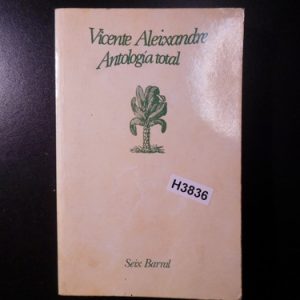 Vicente Aleixandre
Antología total
H3836
Seix Barral